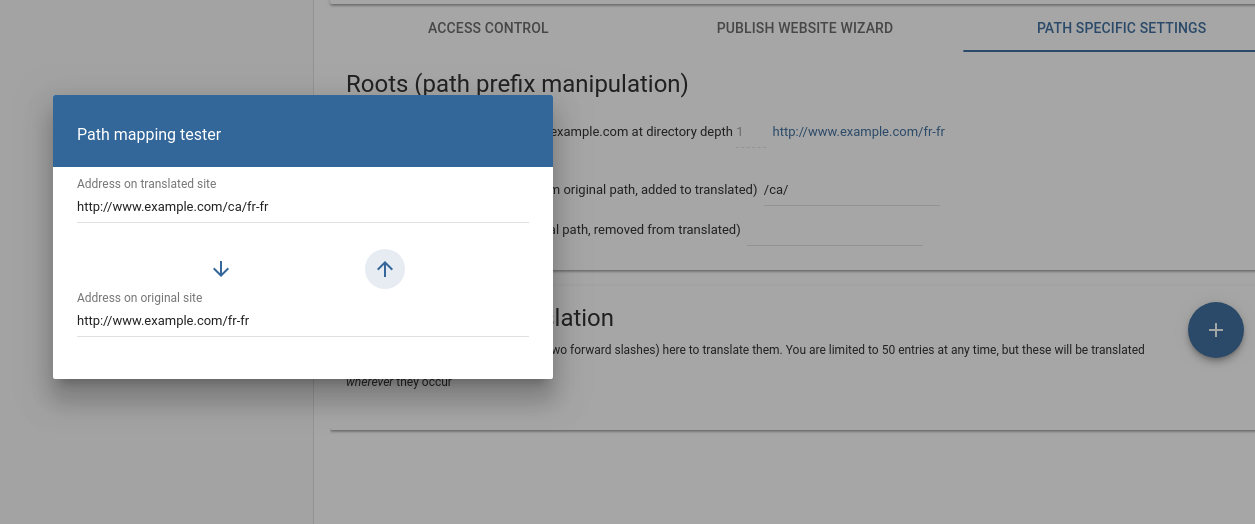 ACCESS CONTROL PUBLISH WEBSITE WIZARD PATH SPECIFIC SETTINGS
Roots (path prefix manipulation)
example.com at directory depth 1 http://www.example.com/fr-fr
original path, added to translated) /ca/
path, removed from translated)
Path mapping tester
Address on translated site
http://www.example.com/ca/fr-fr
Address on original site
http://www.example.com/fr-fr
forward slashes) here to translate them. You are limited to 50 entries at any time, but these will be translated
wherever they occur